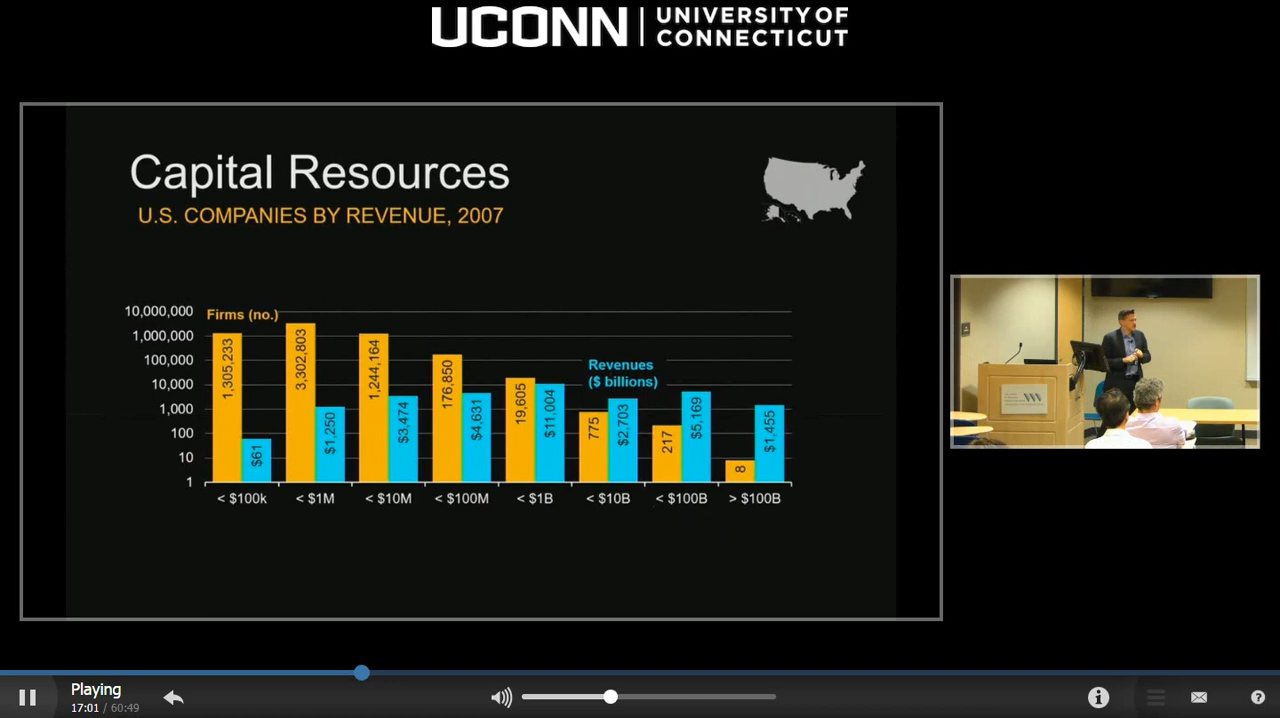 UCONN UNIVERSITY OF CONNECTICUT
Capital Resources
U.S. COMPANIES BY REVENUE, 2007
10,000,000
1,000,000
100,000
10,000
1,000
100
10
1
Firms (no.)
Revenues
($ billions)
1,305,233
$61
3,302,803
$1,250
1,244,164
$3,474
176,850
$4,631
19,605
$11,004
775
$2,703
217
$5,169
8
$1,455
< $100k < $1M < $10M < $100M < $1B < $10B < $100B > $100B
Playing
17:01 / 60:49